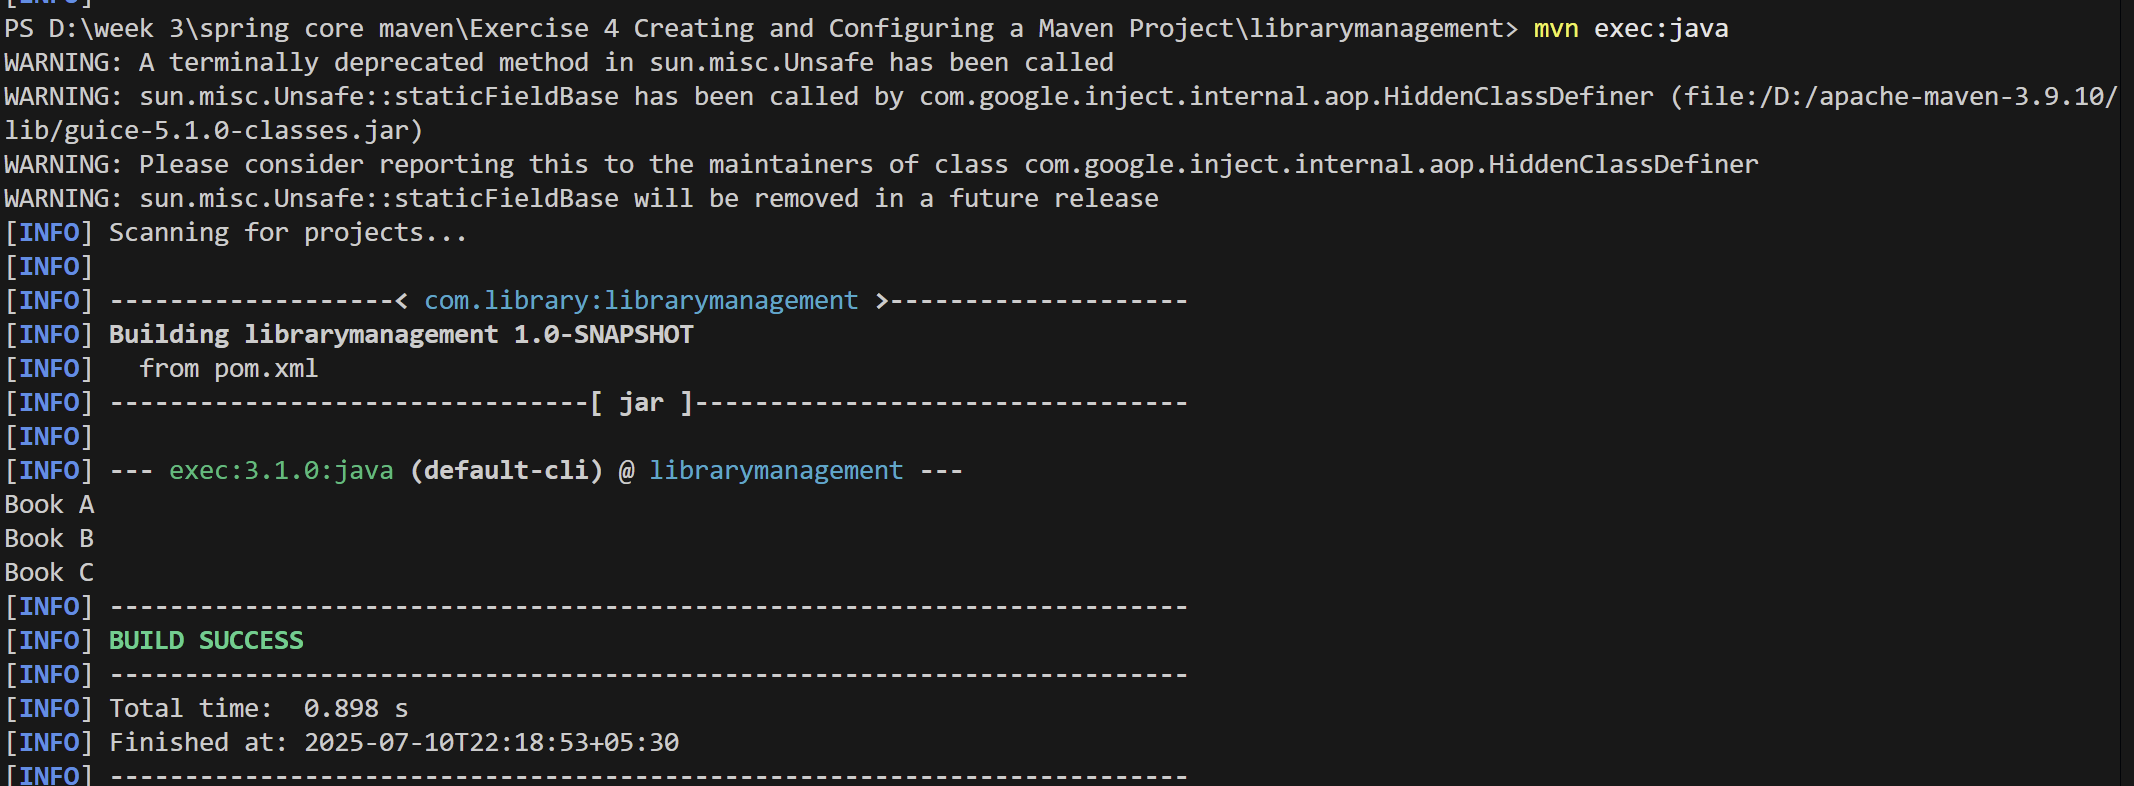 [INFO]
PS D:\week 3\spring core maven\Exercise 4 Creating and Configuring a Maven Project\librarymanagement> mvn exec:java
WARNING: A terminally deprecated method in sun.misc.Unsafe has been called
WARNING: sun.misc.Unsafe::staticFieldBase has been called by com.google.inject.internal.aop.HiddenClassDefiner (file:/D:/apache-maven-3.9.10/
lib/guice-5.1.0-classes.jar)
WARNING: Please consider reporting this to the maintainers of class com.google.inject.internal.aop.HiddenClassDefiner
WARNING: sun.misc.Unsafe::staticFieldBase will be removed in a future release
[INFO] Scanning for projects...
[INFO]
[INFO] -------------------< com.library:librarymanagement >--------------------
[INFO] Building librarymanagement 1.0-SNAPSHOT
[INFO]   from pom.xml
[INFO] --------------------------------[ jar ]---------------------------------
[INFO]
[INFO] --- exec:3.1.0:java (default-cli) @ librarymanagement ---
Book A
Book B
Book C
[INFO] ------------------------------------------------------------------------
[INFO] BUILD SUCCESS
[INFO] ------------------------------------------------------------------------
[INFO] Total time:  0.898 s
[INFO] Finished at: 2025-07-10T22:18:53+05:30
[INFO] ------------------------------------------------------------------------